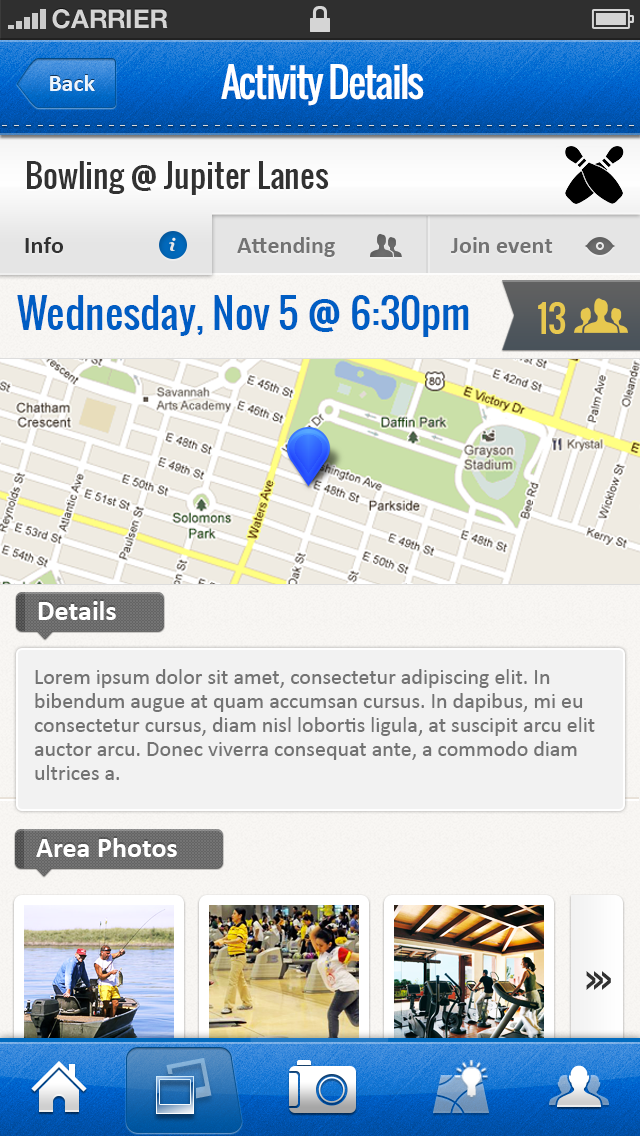 CARRIER
Back
Activity Details
Bowling @ Jupiter Lanes
Info
i
Attending
Join event
Wednesday, Nov 5 @ 6:30pm
13
Crescent
Savannah
Arts Academy
Chatham
Crescent
E 45th St
E 46th St
E 48th St
E 49th St
E 50th St
E 51st St
E 53rd St
E 54th St
Reynolds St
Atlantic Ave
Paulsen St
Solomons
Park
Waters Ave
80
E 42nd St
E Victory Dr
Palm Ave
Oleander
Daffin Park
Grayson
Stadium
Krystal
Dr
hington Ave
E 48th St
Parkside
Bee Rd
Wicklow St
Kerry St
E 49th St
E 48th St
E 50th St
Oak St
Details
Lorem ipsum dolor sit amet, consectetur adipiscing elit. In
bibendum augue at quam accumsan cursus. In dapibus, mi eu
consectetur cursus, diam nisl lobortis ligula, at suscipit arcu elit
auctor arcu. Donec viverra consequat ante, a commodo diam
ultrices a.
Area Photos
›››